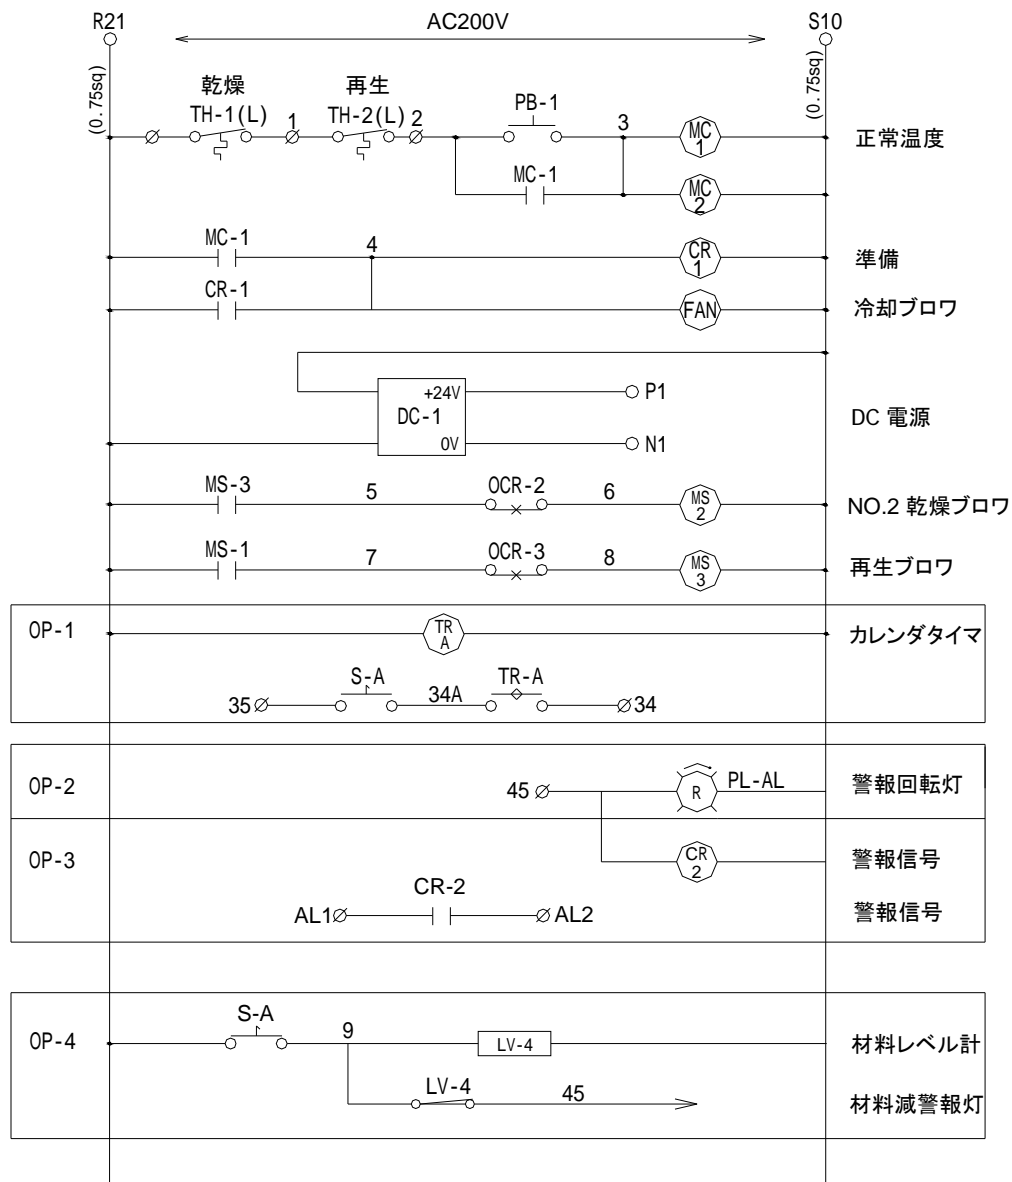 R21
AC200V
S10
(0.75sq)
(0.75sq)
乾燥
再生
TH-1(L)
1
TH-2(L)
2
PB-1
3
MC
1
正常温度
MC-1
MC
2
MC-1
4
CR
1
準備
CR-1
FAN
冷却ブロワ
+24V
P1
DC-1
DC 電源
0V
N1
MS-3
5
OCR-2
6
MS
2
NO.2 乾燥ブロワ
MS-1
7
OCR-3
8
MS
3
再生ブロワ
OP-1
TR
A
カレンダタイマ
S-A
TR-A
35
34A
34
OP-2
45
R
PL-AL
警報回転灯
OP-3
CR
2
警報信号
CR-2
AL1
AL2
警報信号
S-A
OP-4
9
LV-4
材料レベル計
LV-4
45
材料減警報灯